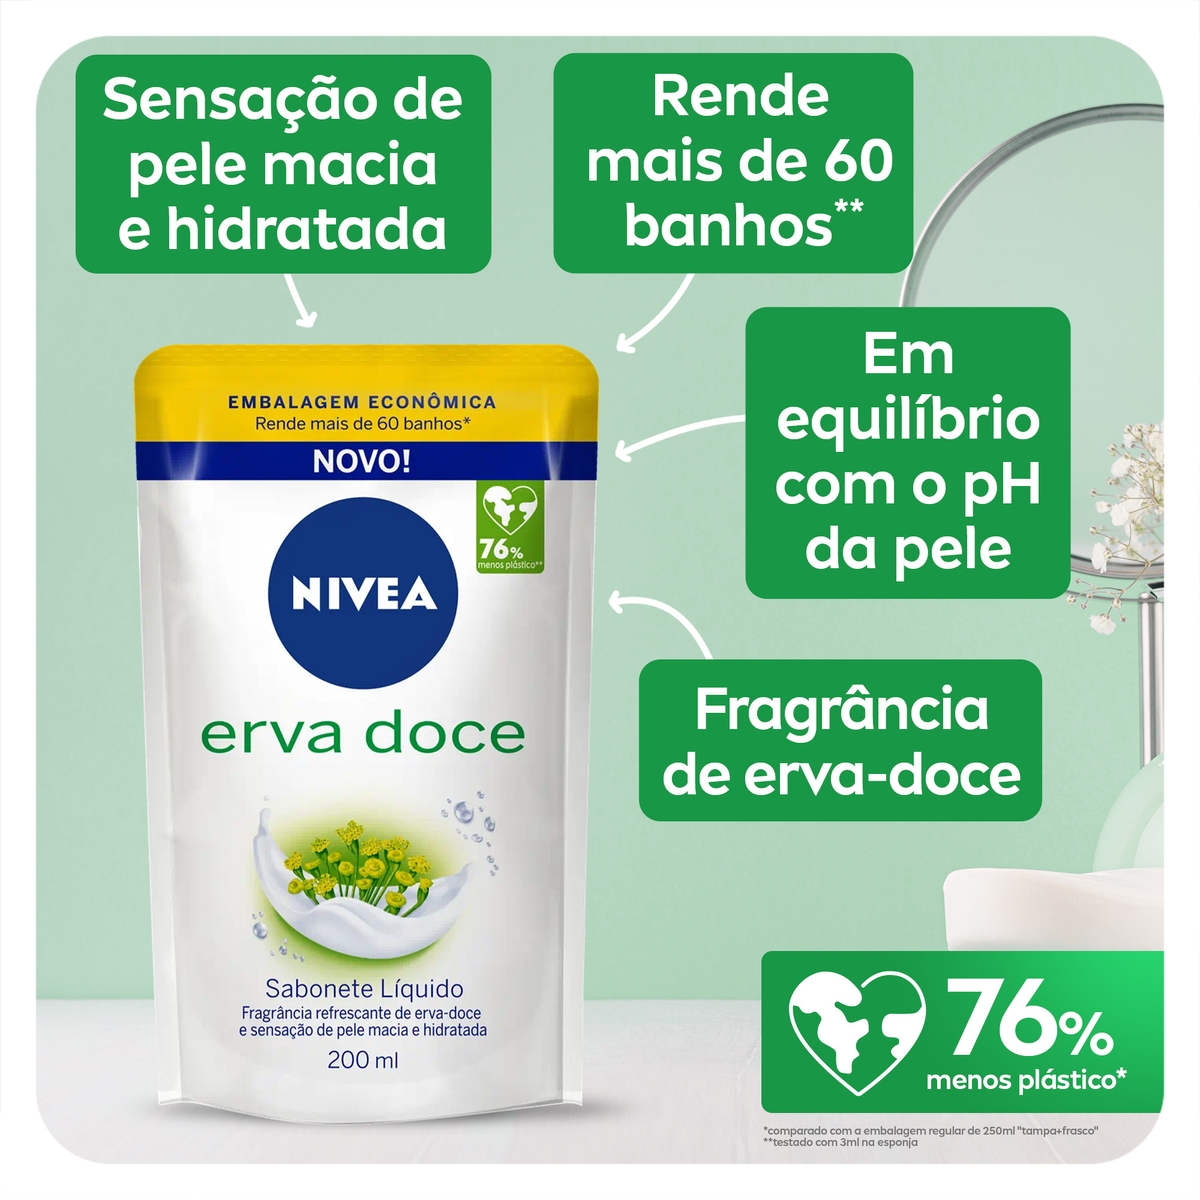 Sensação de
pele macia
e hidratada
Rende
mais de 60
banhos**
Em
equilíbrio
com o pH
da pele
Fragrância
de erva-doce
EMBALAGEM ECONÔMICA
Rende mais de 60 banhos*
NOVO!
76%
menos plástico**
NIVEA
erva doce
Sabonete Líquido
Fragrância refrescante de erva-doce
e sensação de pele macia e hidratada
200 ml
76%
menos plástico*
*comparado com a embalagem regular de 250ml "tampa+frasco"
**testado com 3ml na esponja